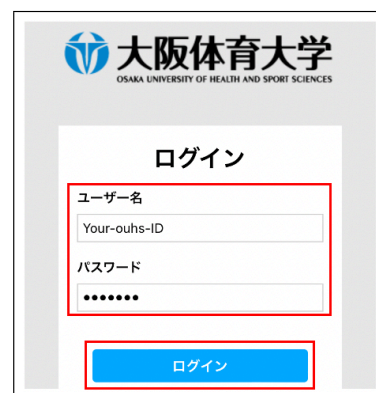 大阪体育大学
OSAKA UNIVERSITY OF HEALTH AND SPORT SCIENCES
ログイン
ユーザー名
Your-ouhs-ID
パスワード
•••••••
ログイン